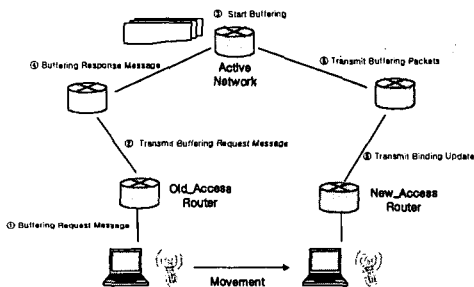 ③ Start Buffering
④ Buffering Response Message
Active
Network
⑥ Transmit Buffering Packets
② Transmit Buffering Request Message
⑤ Transmit Binding Update
Old_Access
Router
New_Access
Router
① Buffering Request Message
Movement